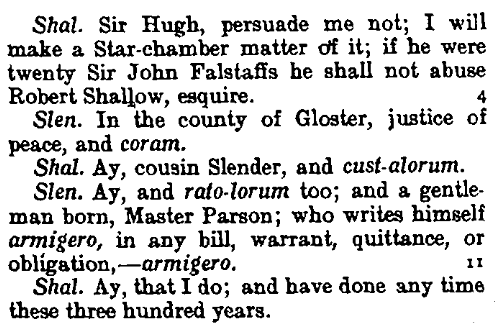 Shal. Sir Hugh, persuade me not; I will
make a Star-chamber matter of it; if he were
twenty Sir John Falstaffs he shall not abuse
Robert Shallow, esquire. 4
Slen. In the county of Gloster, justice of
peace, and coram.
Shal. Ay, cousin Slender, and cust-alorum.
Slen. Ay, and rato-lorum too; and a gentle-
man born, Master Parson; who writes himself
armigero, in any bill, warrant, quittance, or
obligation,—armigero. 11
Shal. Ay, that I do; and have done any time
these three hundred years.